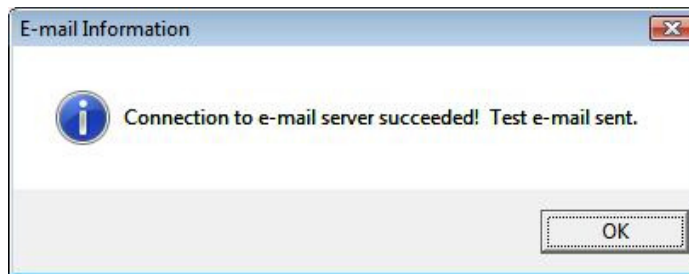 E-mail Information
Connection to e-mail server succeeded!  Test e-mail sent.
OK